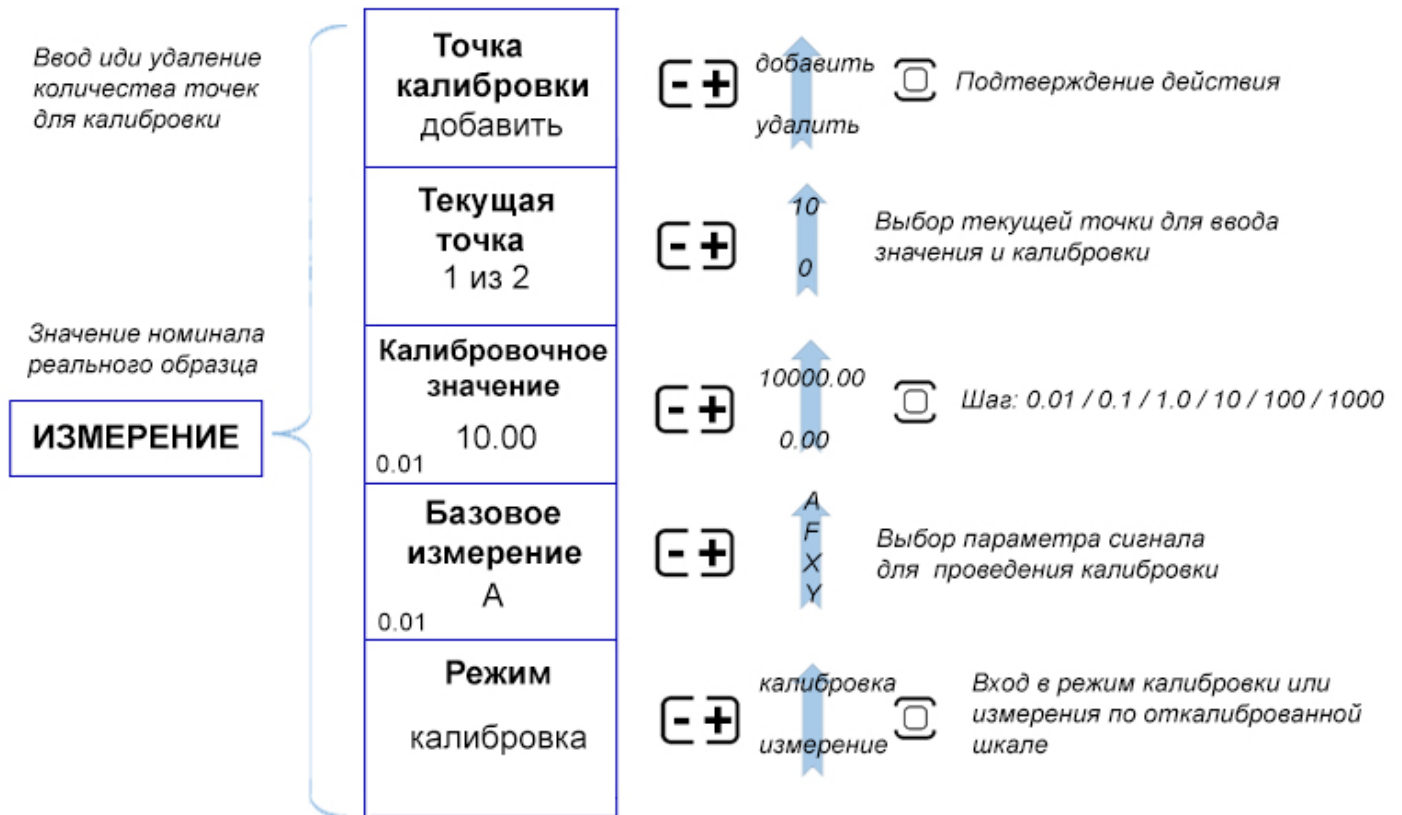 Ввод иди удаление
количества точек
для калибровки
Точка
калибровки
добавить
- +
добавить
удалить
Подтверждение действия
Текущая
точка
1 из 2
- +
10
0
Выбор текущей точки для ввода
значения и калибровки
Значение номинала
реального образца
ИЗМЕРЕНИЕ
Калибровочное
значение
10.00
0.01
- +
10000.00
0.00
Шаг: 0.01 / 0.1 / 1.0 / 10 / 100 / 1000
Базовое
измерение
А
0.01
- +
A
F
X
Y
Выбор параметра сигнала
для проведения калибровки
Режим
калибровка
- +
калибровка
измерение
Вход в режим калибровки или
измерения по откалиброванной
шкале